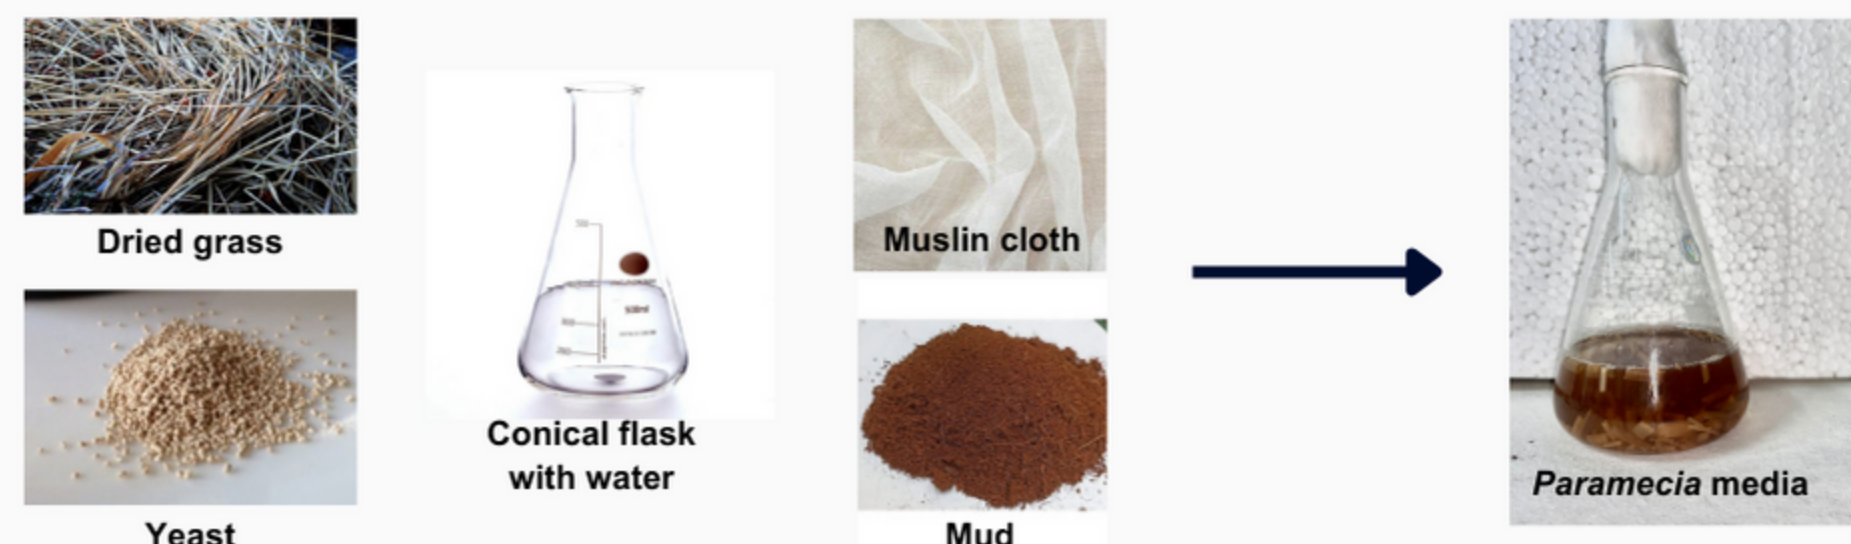 Dried grass
Yeast
Conical flask
with water
Muslin cloth
Mud
Paramecia media